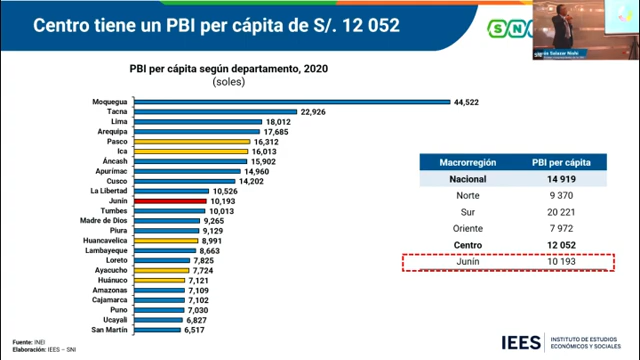 Centro tiene un PBI per cápita de S/. 12 052
SN
PBI per cápita según departamento, 2020
(soles)
Moquegua 44,522
Tacna 22,926
Lima 18,012
Arequipa 17,685
Pasco 16,312
Ica 16,013
Áncash 15,902
Apurímac 14,960
Cusco 14,202
La Libertad 10,526
Junín 10,193
Tumbes 10,013
Madre de Dios 9,265
Piura 9,129
Huancavelica 8,991
Lambayeque 8,663
Loreto 7,825
Ayacucho 7,724
Huánuco 7,121
Amazonas 7,109
Cajamarca 7,102
Puno 7,030
Ucayali 6,827
San Martín 6,517
Macrorregión PBI per cápita
Nacional 14 919
Norte 9 370
Sur 20 221
Oriente 7 972
Centro 12 052
Junín 10 193
Fuente: INEI
Elaboración: IEES – SNI
IEES
INSTITUTO DE ESTUDIOS
ECONÓMICOS Y SOCIALES